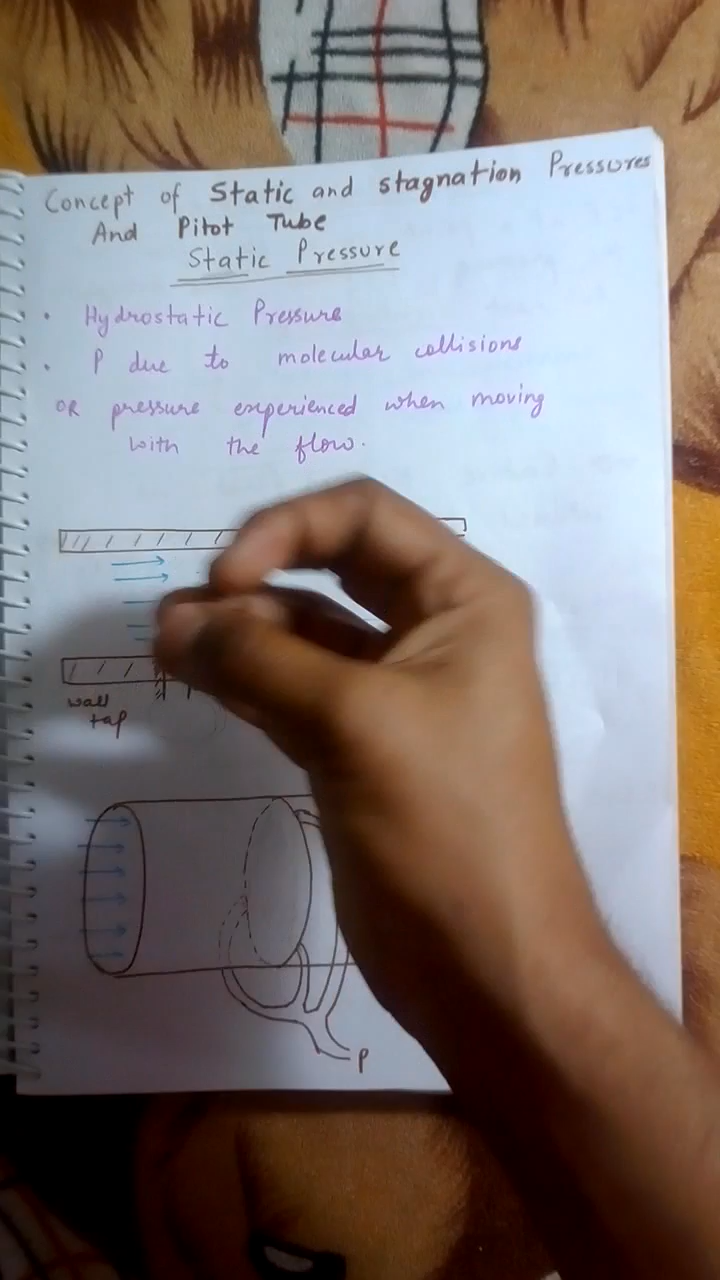 Concept of Static and stagnation Pressures
And Pitot Tube
Static Pressure
• Hydrostatic Pressure
• P due to molecular collisions
OR pressure experienced when moving
with the flow.
wall
tap
P